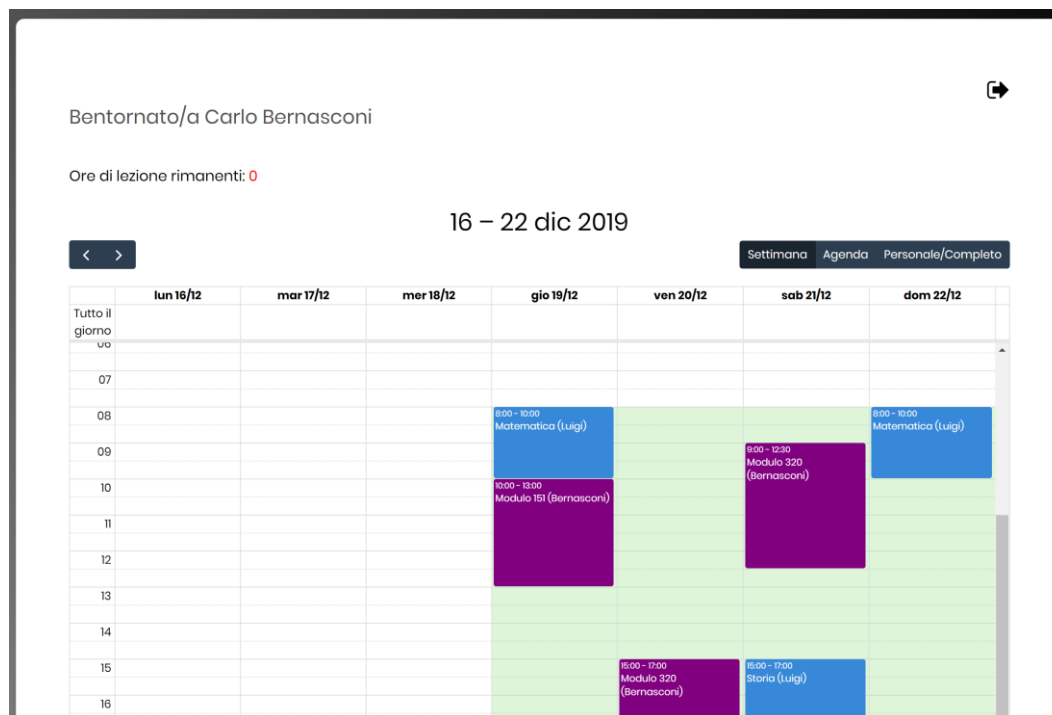 Bentornato/a Carlo Bernasconi
Ore di lezione rimanenti: 0
16 – 22 dic 2019
Settimana Agenda Personale/Completo
lun 16/12 mar 17/12 mer 18/12 gio 19/12 ven 20/12 sab 21/12 dom 22/12
Tutto il
giorno
06
07
08
8:00 - 10:00
Matematica (Luigi)
8:00 - 10:00
Matematica (Luigi)
09
9:00 - 12:30
Modulo 320
(Bernasconi)
10
10:00 - 13:00
Modulo 151 (Bernasconi)
11
12
13
14
15
15:00 - 17:00
Modulo 320
(Bernasconi)
15:00 - 17:00
Storia (Luigi)
16